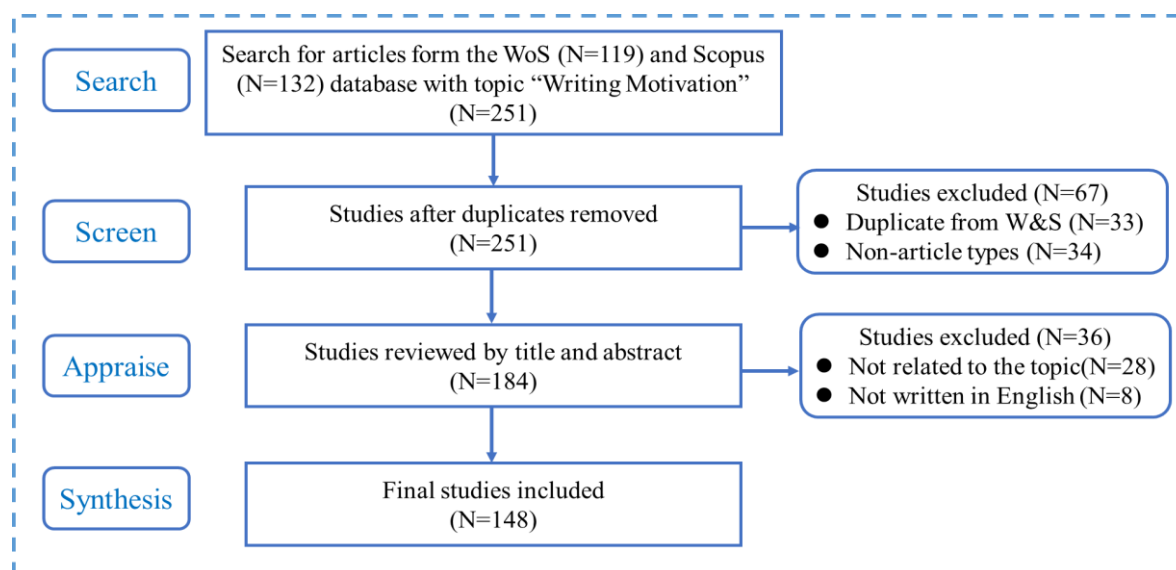 Search
Search for articles form the WoS (N=119) and Scopus
(N=132) database with topic “Writing Motivation”
(N=251)
Screen
Studies after duplicates removed
(N=251)
Studies excluded (N=67)
● Duplicate from W&S (N=33)
● Non-article types (N=34)
Appraise
Studies reviewed by title and abstract
(N=184)
Studies excluded (N=36)
● Not related to the topic(N=28)
● Not written in English (N=8)
Synthesis
Final studies included
(N=148)